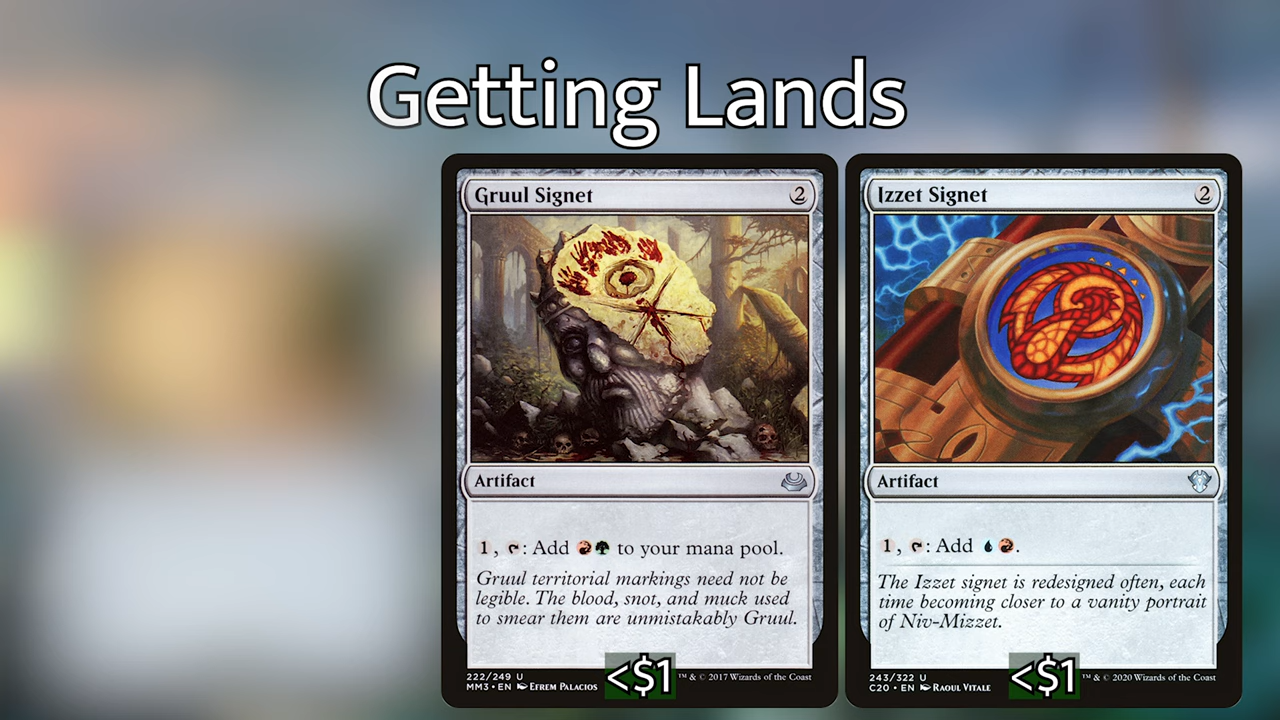 Getting Lands
Gruul Signet 2
Artifact
1, : Add to your mana pool.
Gruul territorial markings need not be
legible. The blood, snot, and muck used
to smear them are unmistakably Gruul.
222/249 U
MM3 • EN EFREM PALACIOS
<$1
™ & © 2017 Wizards of the Coast
Izzet Signet 2
Artifact
1, : Add .
The Izzet signet is redesigned often, each
time becoming closer to a vanity portrait
of Niv-Mizzet.
243/322 U
C20 • EN RAOUL VITALE
<$1
™ & © 2020 Wizards of the Coast